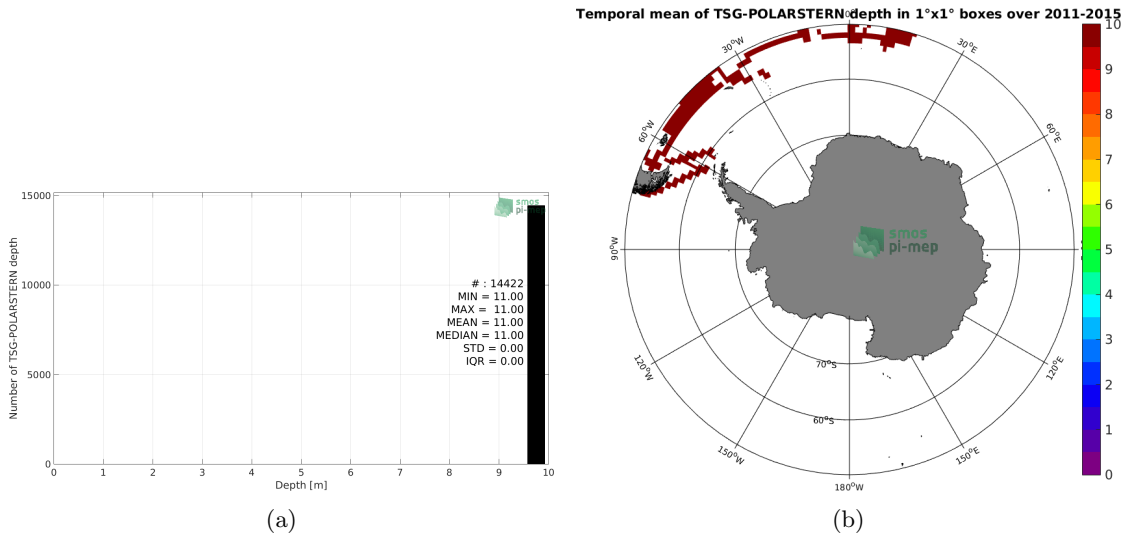 Temporal mean of TSG-POLARSTERN depth in 1°x1° boxes over 2011-2015
15000
10000
5000
0
Number of TSG-POLARSTERN depth
smos
pi-mep
# : 14422
MIN = 11.00
MAX = 11.00
MEAN = 11.00
MEDIAN = 11.00
STD = 0.00
IQR = 0.00
0 1 2 3 4 5 6 7 8 9 10
Depth [m]
(a)
0°
30°W
30°E
60°W
60°E
90°W
smos
pi-mep
120°W
120°E
70°S
60°S
150°W
150°E
180°W
10
9
8
7
6
5
4
3
2
1
0
(b)